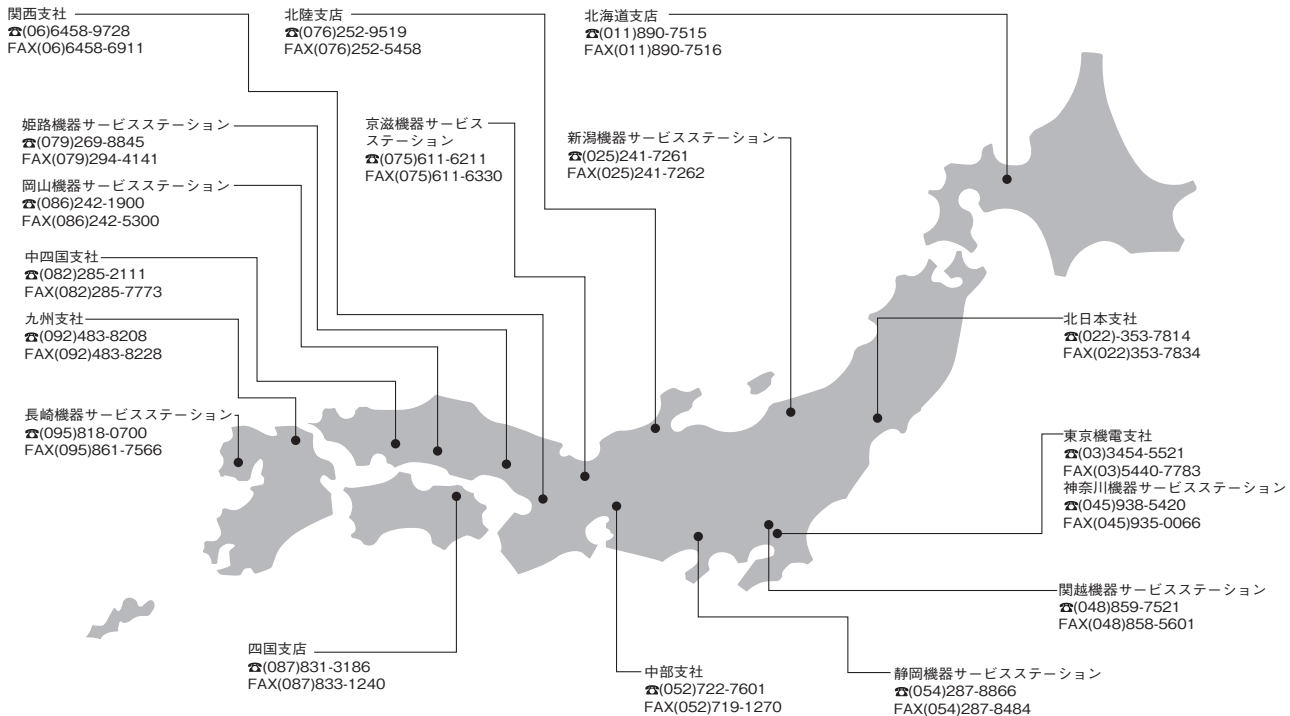 関西支社
☎(06)6458-9728
FAX(06)6458-6911
北陸支店
☎(076)252-9519
FAX(076)252-5458
北海道支店
☎(011)890-7515
FAX(011)890-7516
姫路機器サービスステーション
☎(079)269-8845
FAX(079)294-4141
京滋機器サービス
ステーション
☎(075)611-6211
FAX(075)611-6330
新潟機器サービスステーション
☎(025)241-7261
FAX(025)241-7262
岡山機器サービスステーション
☎(086)242-1900
FAX(086)242-5300
中四国支社
☎(082)285-2111
FAX(082)285-7773
九州支社
☎(092)483-8208
FAX(092)483-8228
北日本支社
☎(022)-353-7814
FAX(022)353-7834
長崎機器サービスステーション
☎(095)818-0700
FAX(095)861-7566
東京機電支社
☎(03)3454-5521
FAX(03)5440-7783
神奈川機器サービスステーション
☎(045)938-5420
FAX(045)935-0066
関越機器サービスステーション
☎(048)859-7521
FAX(048)858-5601
四国支店
☎(087)831-3186
FAX(087)833-1240
中部支社
☎(052)722-7601
FAX(052)719-1270
静岡機器サービスステーション
☎(054)287-8866
FAX(054)287-8484